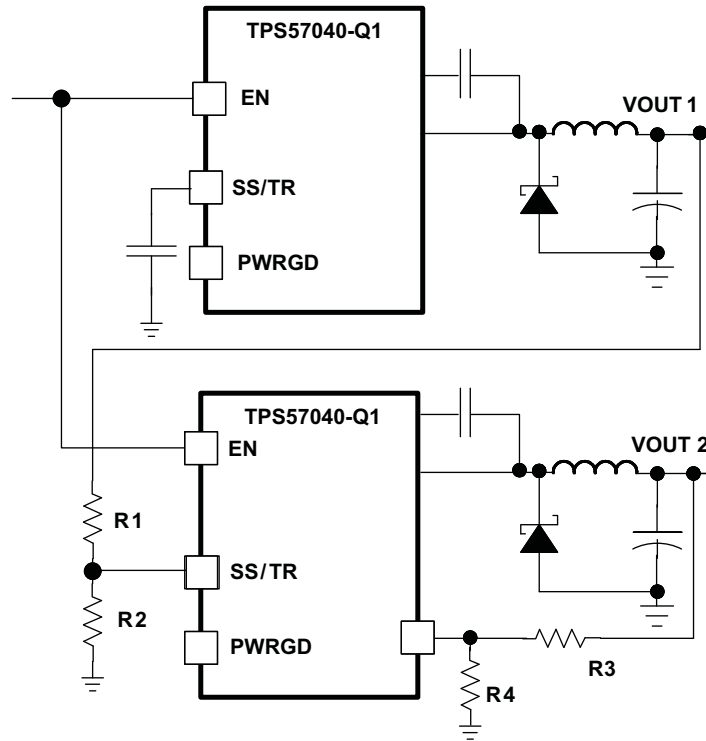 TPS57040-Q1
EN
VOUT 1
SS/TR
PWRGD
TPS57040-Q1
EN
VOUT 2
R1
SS/TR
R2
PWRGD
R3
R4